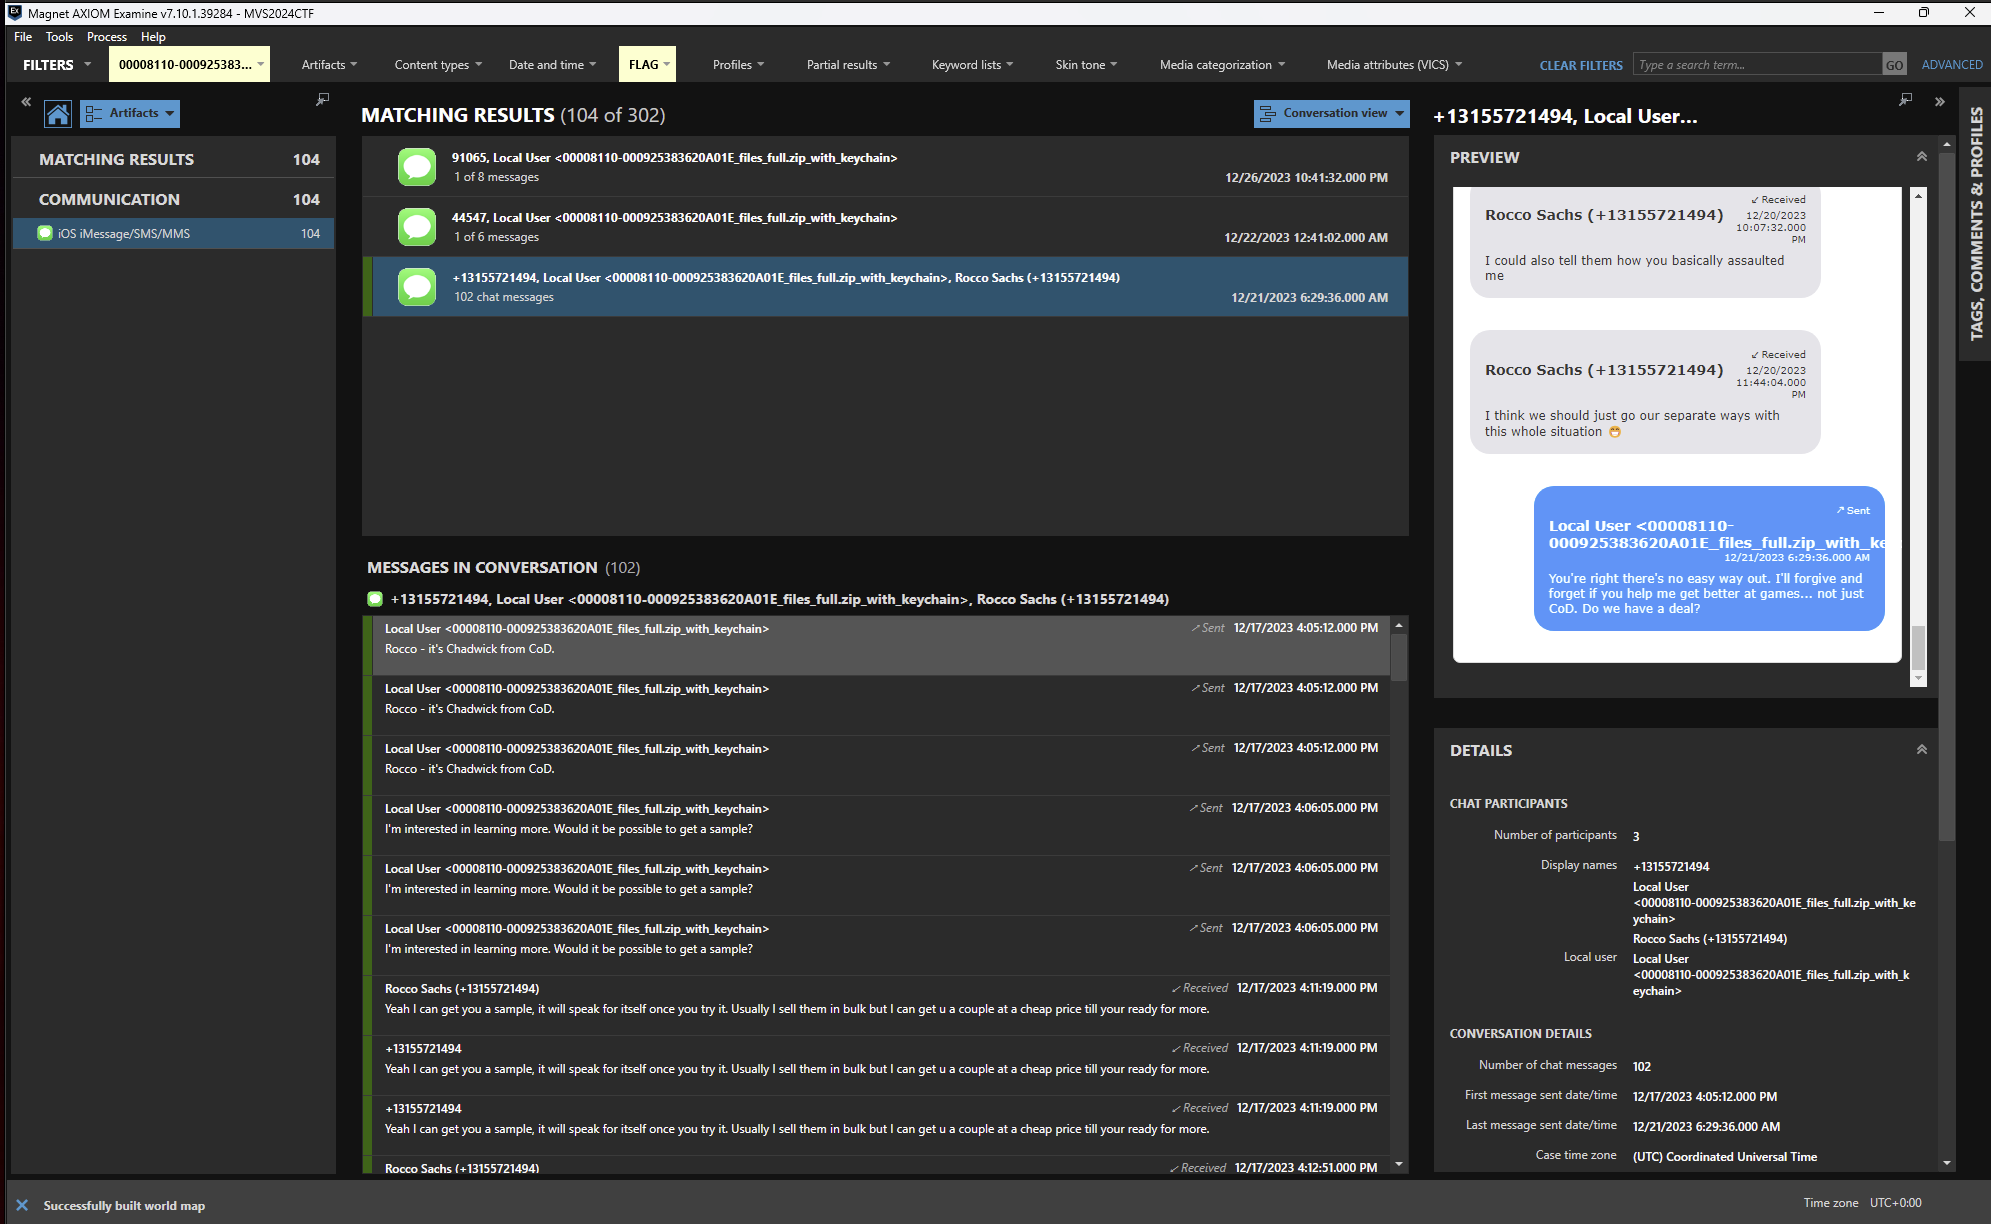 Magnet AXIOM Examine v7.10.1.39284 - MVS2024CTF
File Tools Process Help
FILTERS 00008110-000925383... Artifacts Content types Date and time FLAG Profiles Partial results Keyword lists Skin tone Media categorization Media attributes (VICS) CLEAR FILTERS Type a search term... GO ADVANCED
Artifacts
MATCHING RESULTS 104
COMMUNICATION 104
iOS iMessage/SMS/MMS 104
MATCHING RESULTS (104 of 302)
Conversation view
91065, Local User <00008110-000925383620A01E_files_full.zip_with_keychain>
1 of 8 messages
12/26/2023 10:41:32.000 PM
44547, Local User <00008110-000925383620A01E_files_full.zip_with_keychain>
1 of 6 messages
12/22/2023 12:41:02.000 AM
+13155721494, Local User <00008110-000925383620A01E_files_full.zip_with_keychain>, Rocco Sachs (+13155721494)
102 chat messages
12/21/2023 6:29:36.000 AM
MESSAGES IN CONVERSATION (102)
+13155721494, Local User <00008110-000925383620A01E_files_full.zip_with_keychain>, Rocco Sachs (+13155721494)
Local User <00008110-000925383620A01E_files_full.zip_with_keychain> Sent 12/17/2023 4:05:12.000 PM
Rocco - it's Chadwick from CoD.
Local User <00008110-000925383620A01E_files_full.zip_with_keychain> Sent 12/17/2023 4:05:12.000 PM
Rocco - it's Chadwick from CoD.
Local User <00008110-000925383620A01E_files_full.zip_with_keychain> Sent 12/17/2023 4:05:12.000 PM
Rocco - it's Chadwick from CoD.
Local User <00008110-000925383620A01E_files_full.zip_with_keychain> Sent 12/17/2023 4:06:05.000 PM
I'm interested in learning more. Would it be possible to get a sample?
Local User <00008110-000925383620A01E_files_full.zip_with_keychain> Sent 12/17/2023 4:06:05.000 PM
I'm interested in learning more. Would it be possible to get a sample?
Local User <00008110-000925383620A01E_files_full.zip_with_keychain> Sent 12/17/2023 4:06:05.000 PM
I'm interested in learning more. Would it be possible to get a sample?
Rocco Sachs (+13155721494) Received 12/17/2023 4:11:19.000 PM
Yeah I can get you a sample, it will speak for itself once you try it. Usually I sell them in bulk but I can get u a couple at a cheap price till your ready for more.
+13155721494 Received 12/17/2023 4:11:19.000 PM
Yeah I can get you a sample, it will speak for itself once you try it. Usually I sell them in bulk but I can get u a couple at a cheap price till your ready for more.
+13155721494 Received 12/17/2023 4:11:19.000 PM
Yeah I can get you a sample, it will speak for itself once you try it. Usually I sell them in bulk but I can get u a couple at a cheap price till your ready for more.
Rocco Sachs (+13155721494) Received 12/17/2023 4:12:51.000 PM
+13155721494, Local User...
PREVIEW
Received
Rocco Sachs (+13155721494) 12/20/2023
10:07:32.000
PM
I could also tell them how you basically assaulted
me
Received
Rocco Sachs (+13155721494) 12/20/2023
11:44:04.000
PM
I think we should just go our separate ways with
this whole situation 😁
Sent
Local User <00008110-
000925383620A01E_files_full.zip_with_ke
12/21/2023 6:29:36.000 AM
You're right there's no easy way out. I'll forgive and
forget if you help me get better at games... not just
CoD. Do we have a deal?
DETAILS
CHAT PARTICIPANTS
Number of participants 3
Display names +13155721494
Local User
<00008110-000925383620A01E_files_full.zip_with_ke
ychain>
Rocco Sachs (+13155721494)
Local user Local User
<00008110-000925383620A01E_files_full.zip_with_k
eychain>
CONVERSATION DETAILS
Number of chat messages 102
First message sent date/time 12/17/2023 4:05:12.000 PM
Last message sent date/time 12/21/2023 6:29:36.000 AM
Case time zone (UTC) Coordinated Universal Time
TAGS, COMMENTS & PROFILES
Successfully built world map
Time zone UTC+0:00